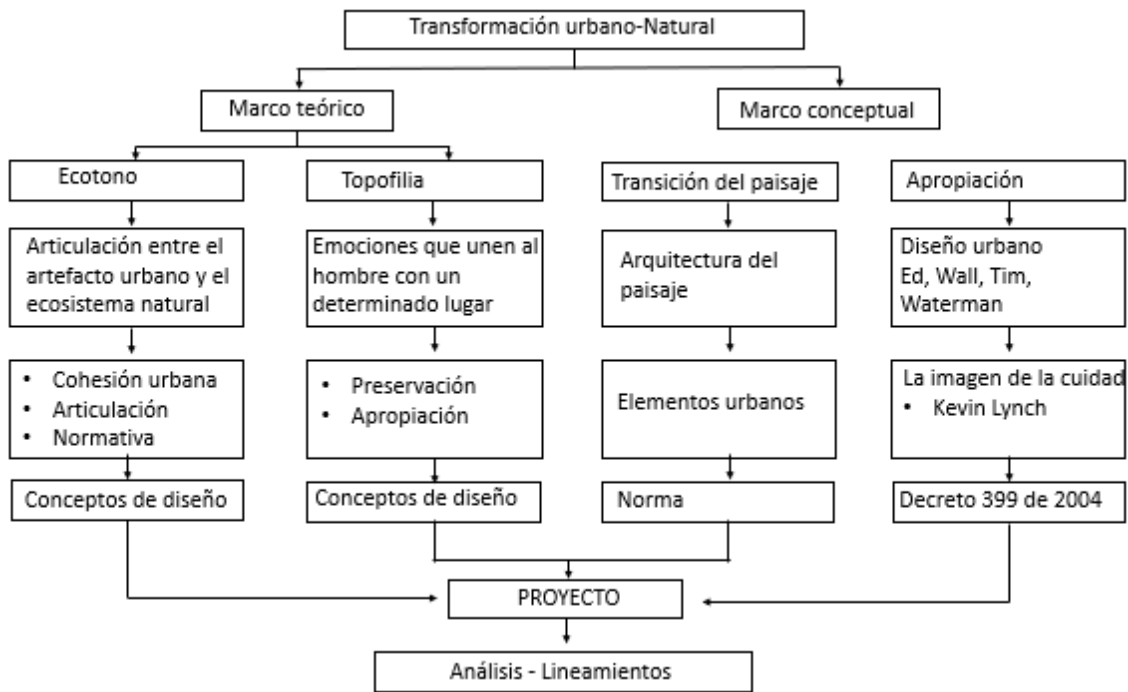 Transformación urbano-Natural
Marco teórico
Marco conceptual
Ecotono
Topofilia
Transición del paisaje
Apropiación
Articulación entre el
artefacto urbano y el
ecosistema natural
Emociones que unen al
hombre con un
determinado lugar
Arquitectura del
paisaje
Diseño urbano
Ed, Wall, Tim,
Waterman
• Cohesión urbana
• Articulación
• Normativa
• Preservación
• Apropiación
Elementos urbanos
La imagen de la cuidad
• Kevin Lynch
Conceptos de diseño
Conceptos de diseño
Norma
Decreto 399 de 2004
PROYECTO
Análisis - Lineamientos